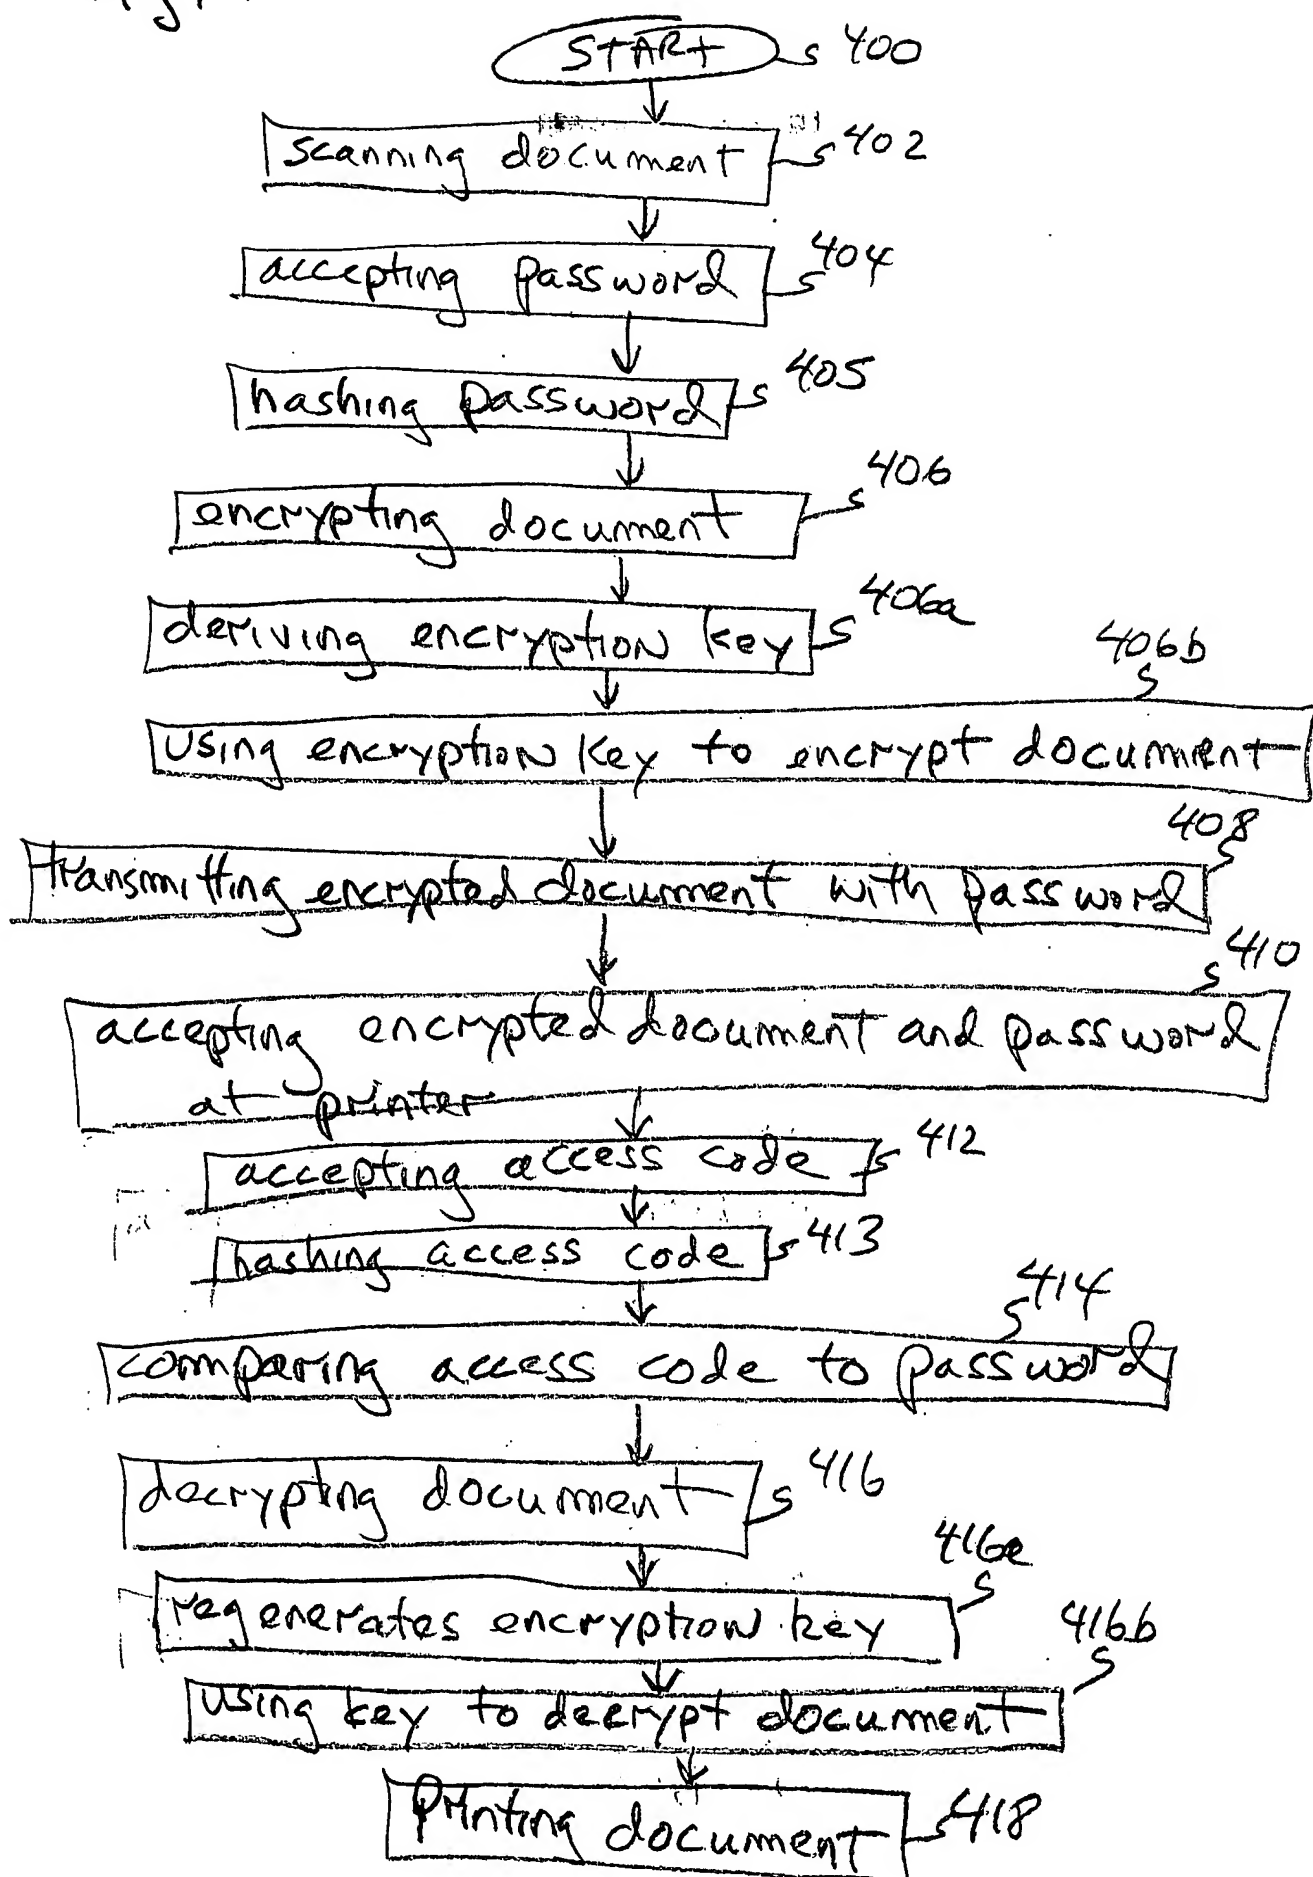 START 400
scanning document 402
accepting password 404
hashing password 405
encrypting document 406
deriving encryption key 406a
406b
using encryption key to encrypt document
408
transmitting encrypted document with password
410
accepting encrypted document and password
at printer
accepting access code 412
hashing access code 413
414
comparing access code to password
decrypting document 416
416a
regenerates encryption key
416b
using key to decrypt document
printing document 418